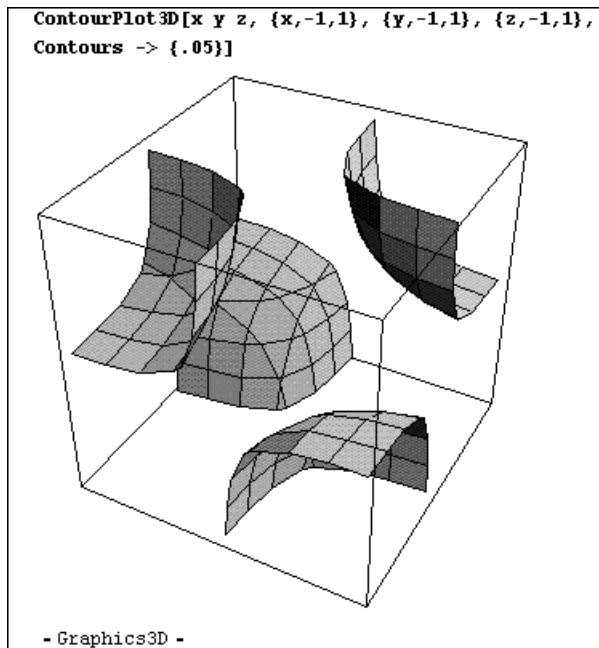 ContourPlot3D[x y z, {x,-1,1}, {y,-1,1}, {z,-1,1},
Contours -> {.05}]
- Graphics3D -